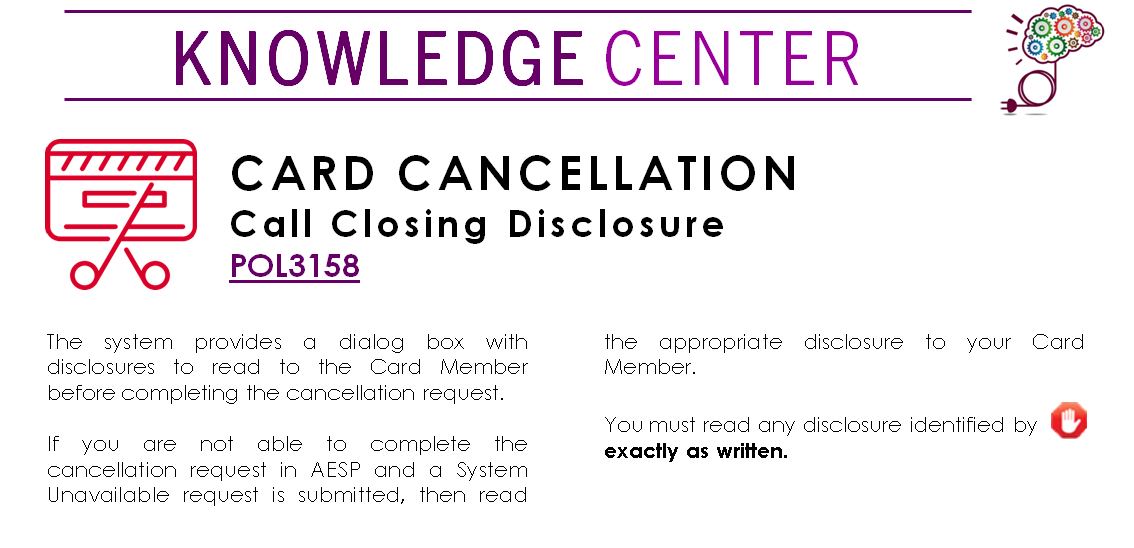 KNOWLEDGE CENTER
CARD CANCELLATION
Call Closing Disclosure
POL3158
The system provides a dialog box with
disclosures to read to the Card Member
before completing the cancellation request.
If you are not able to complete the
cancellation request in AESP and a System
Unavailable request is submitted, then read
the appropriate disclosure to your Card
Member.
You must read any disclosure identified by
exactly as written.